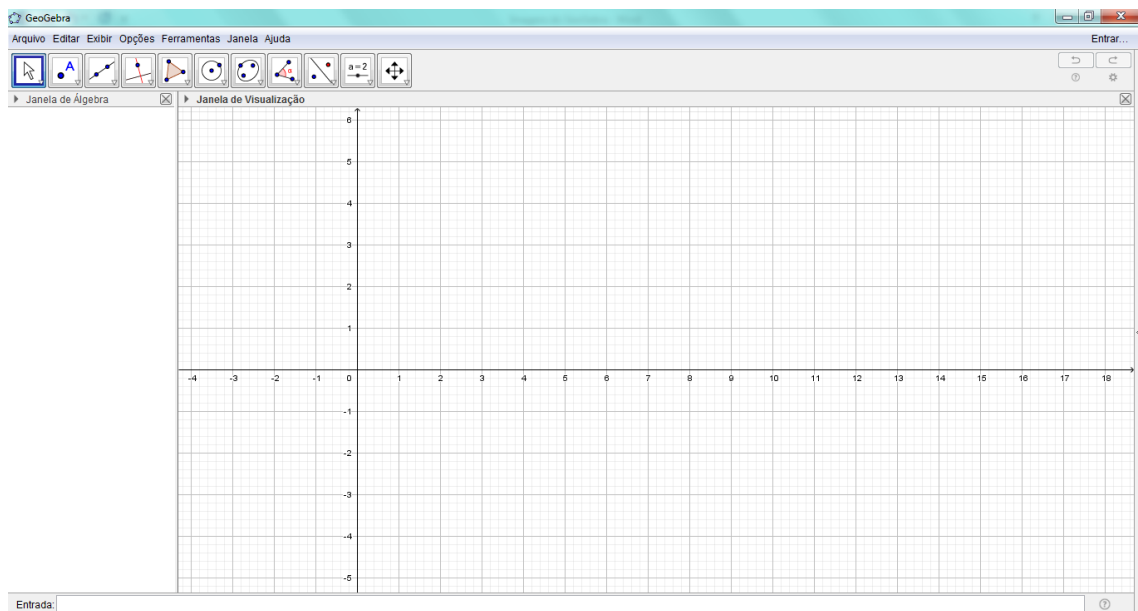 GeoGebra
Arquivo Editar Exibir Opções Ferramentas Janela Ajuda
Entrar...
A
α
a=2
Janela de Álgebra
Janela de Visualização
6
5
4
3
2
1
-4 -3 -2 -1 0 1 2 3 4 5 6 7 8 9 10 11 12 13 14 15 16 17 18
-1
-2
-3
-4
-5
Entrada: